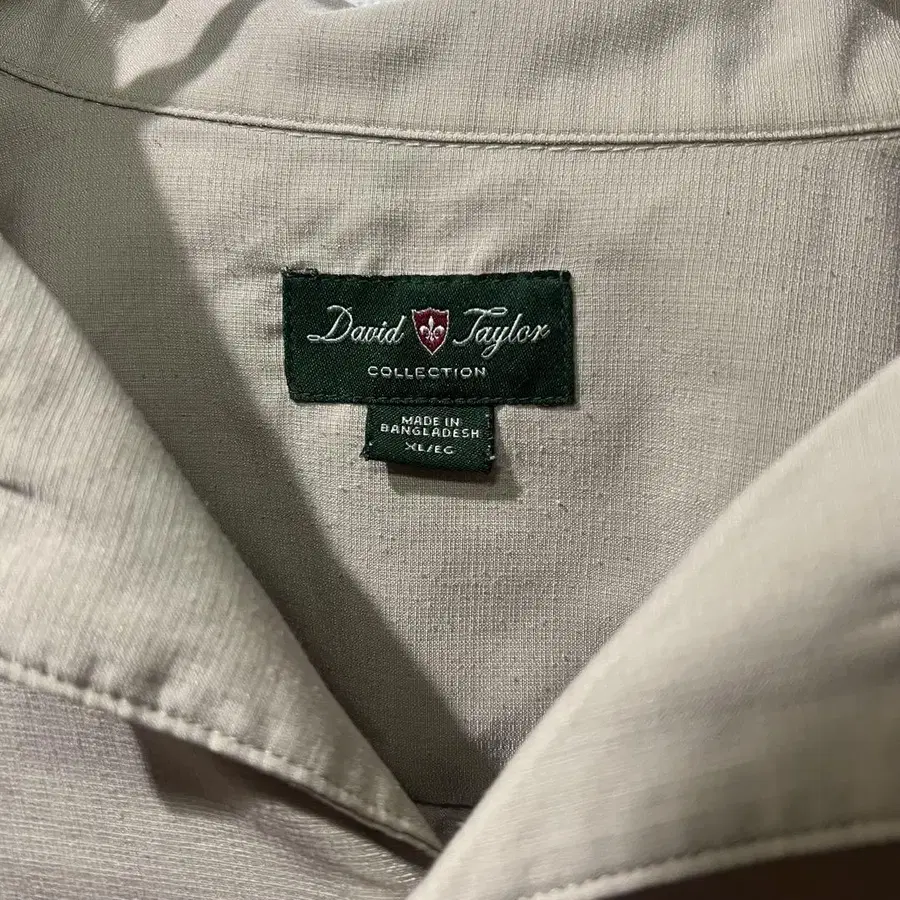 David Taylor
COLLECTION
MADE IN
BANGLADESH
XL/EG